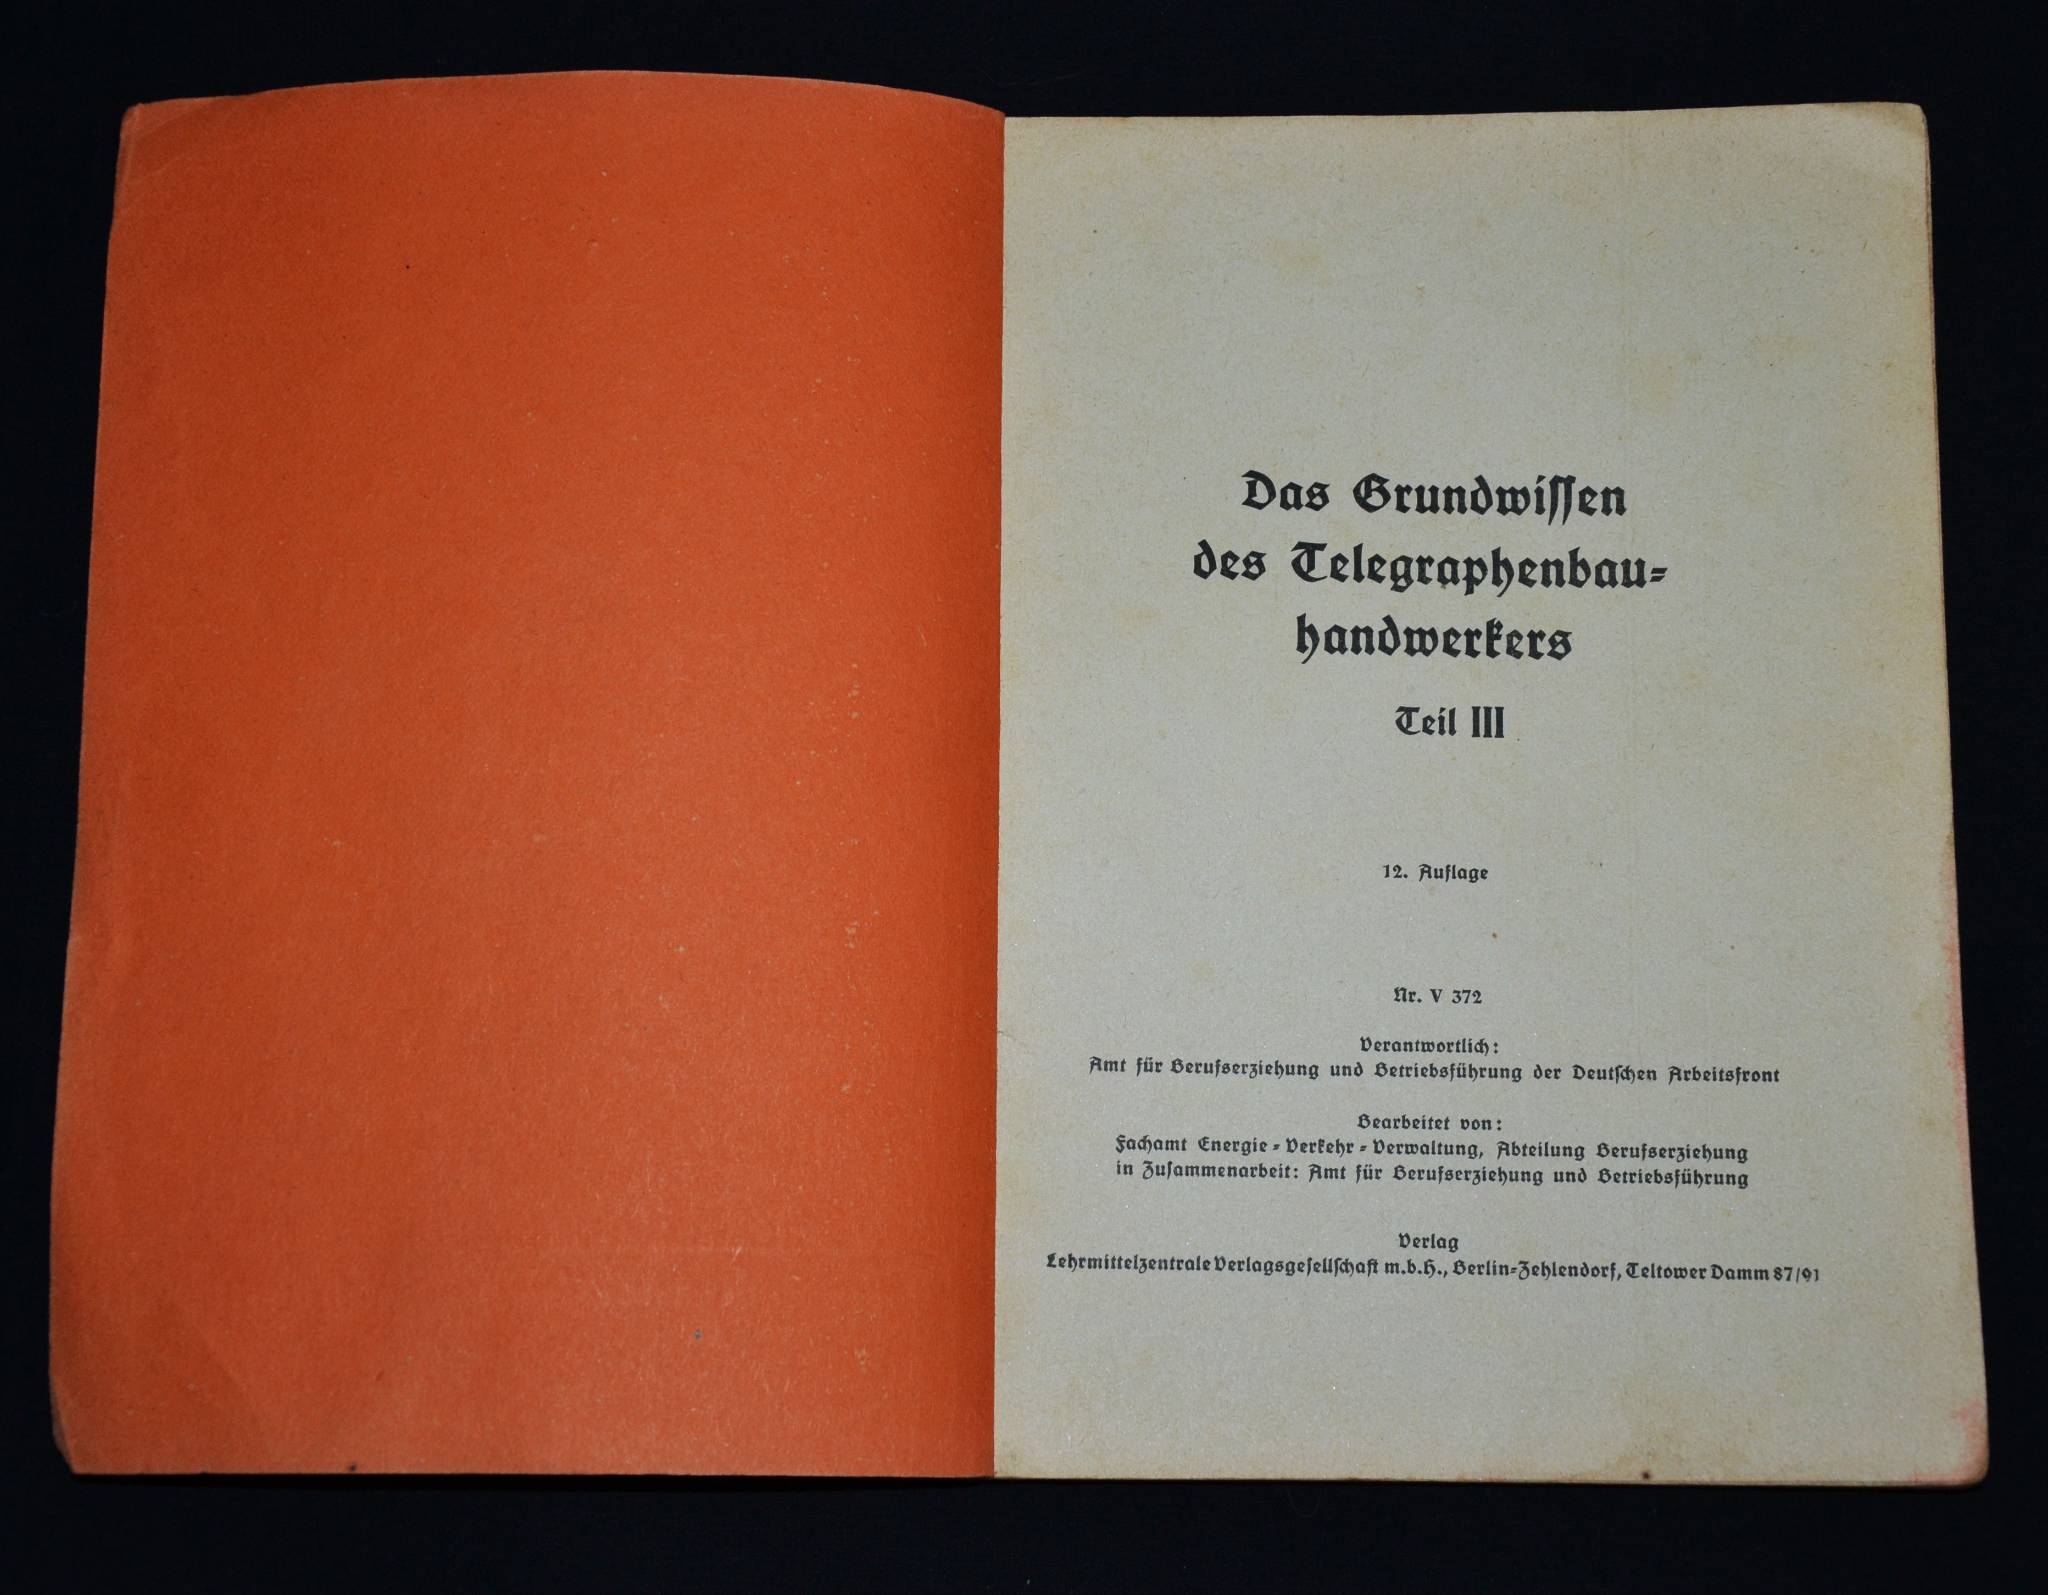 Das Grundwissen
des Telegraphenbau-
handwerkers
Teil III
12. Auflage
Nr. V 372
Verantwortlich:
Amt für Berufserziehung und Betriebsführung der Deutschen Arbeitsfront
Bearbeitet von:
Fachamt Energie-Verkehr-Verwaltung, Abteilung Berufserziehung
in Zusammenarbeit: Amt für Berufserziehung und Betriebsführung
Verlag
Lehrmittelzentrale Verlagsgesellschaft m.b.H., Berlin-Zehlendorf, Teltower Damm 87/91